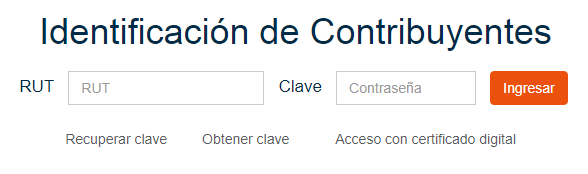 Identificación de Contribuyentes
RUT RUT Clave Contraseña Ingresar
Recuperar clave Obtener clave Acceso con certificado digital